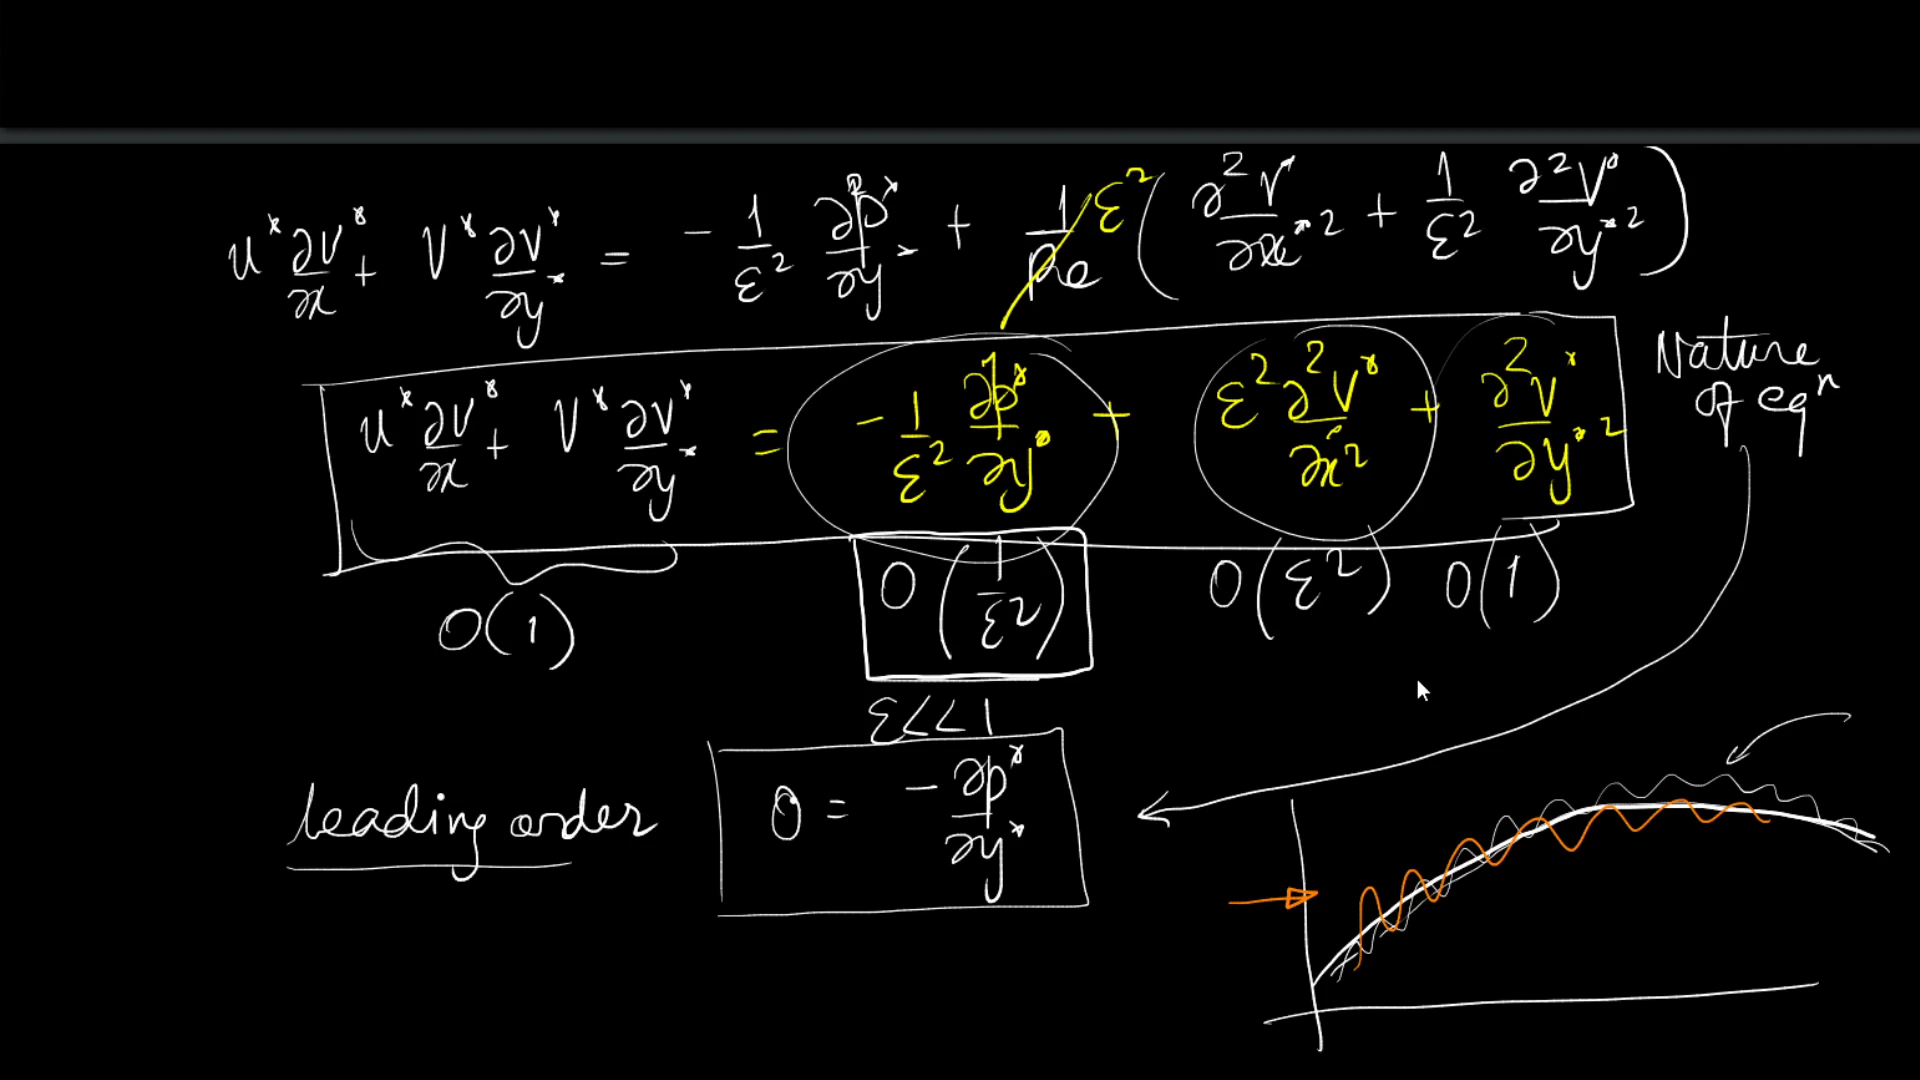 u* ∂v*/∂x + v* ∂v*/∂y* = - 1/ε² ∂p*/∂y* + 1/Re ε² ( ∂²v*/∂x*² + 1/ε² ∂²v*/∂y*² )
u* ∂v*/∂x + v* ∂v*/∂y* = - 1/ε² ∂p*/∂y* + ε² ∂²v*/∂x*² + ∂²v*/∂y*²
Nature
of eqⁿ
O(1) O(1/ε²) O(ε²) O(1)
ε<<1
leading order 0 = - ∂p*/∂y*